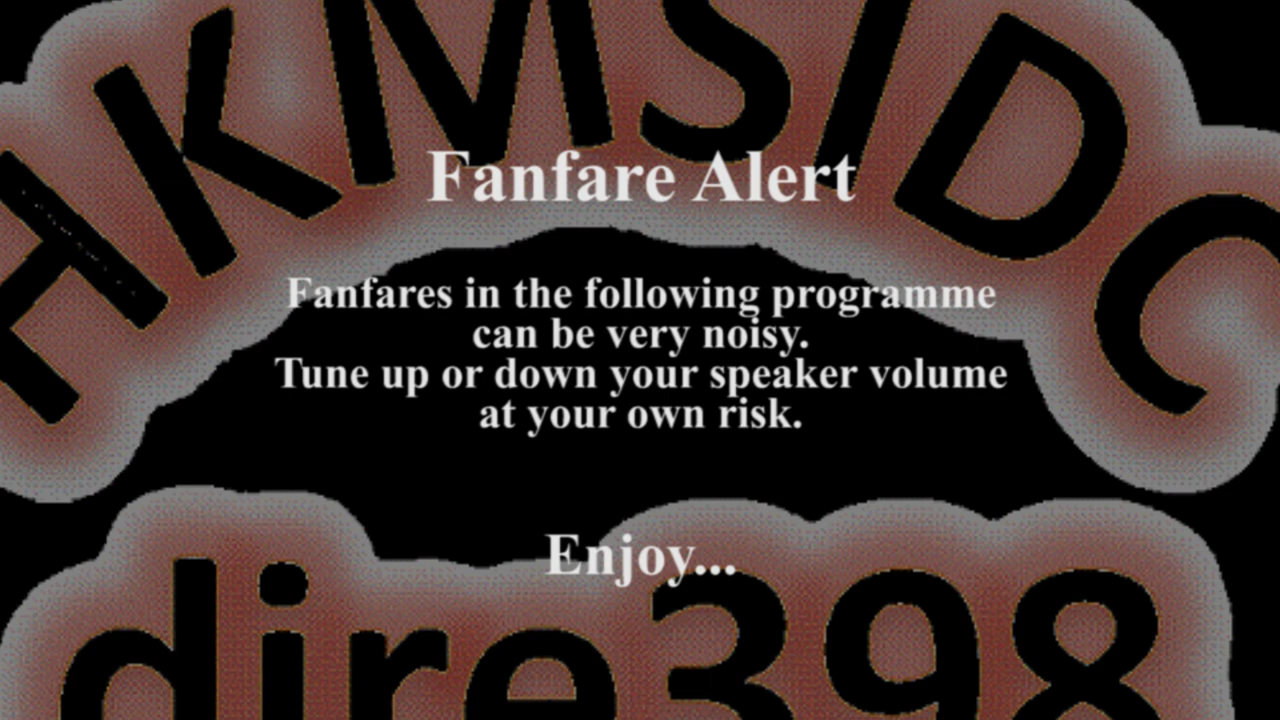 HKMSIDC
Fanfare Alert
Fanfares in the following programme
can be very noisy.
Tune up or down your speaker volume
at your own risk.
Enjoy...
dire398